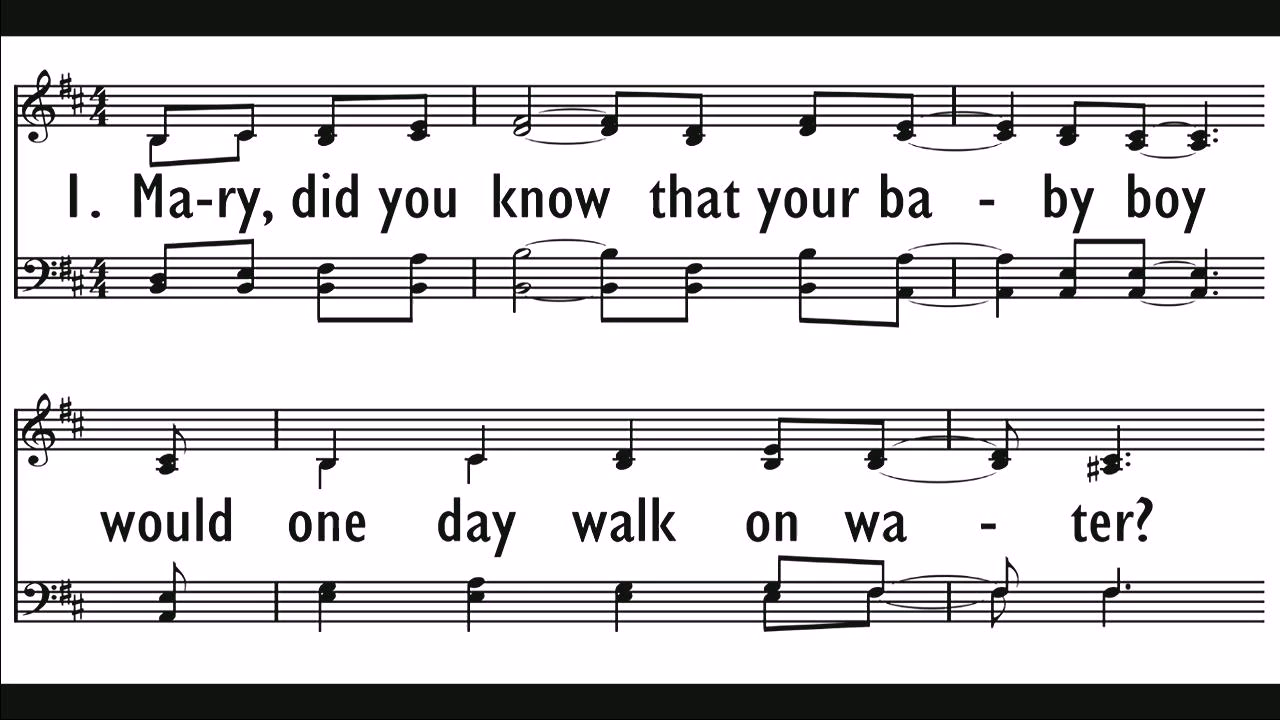 1. Ma-ry, did you know that your ba - by boy
would one day walk on wa - ter?